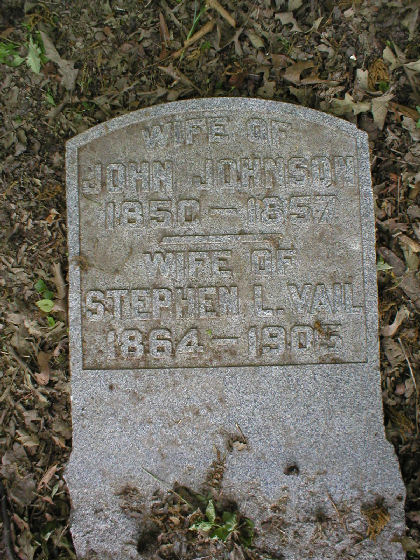 WIFE OF
JOHN JOHNSON
1850 — 1857
WIFE OF
STEPHEN L. VAIL
1864 — 1905